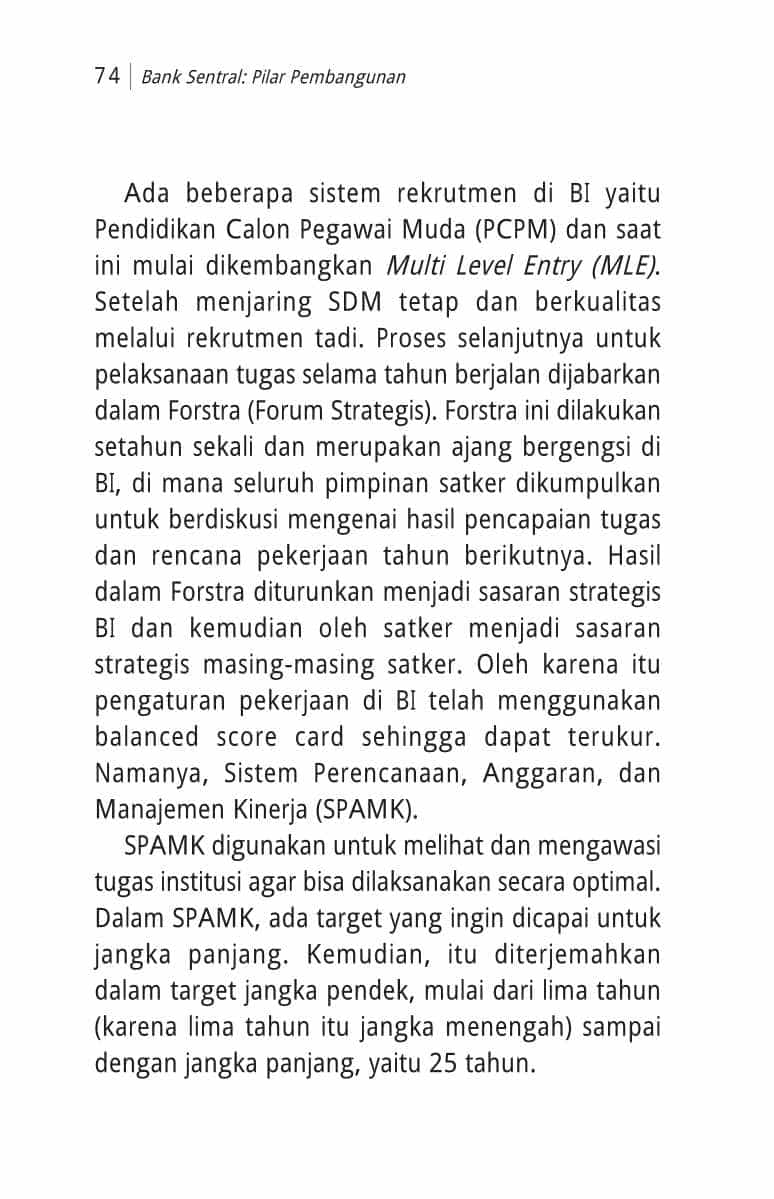 74 | Bank Sentral: Pilar Pembangunan
Ada beberapa sistem rekrutmen di BI yaitu
Pendidikan Calon Pegawai Muda (PCPM) dan saat
ini mulai dikembangkan Multi Level Entry (MLE).
Setelah menjaring SDM tetap dan berkualitas
melalui rekrutmen tadi. Proses selanjutnya untuk
pelaksanaan tugas selama tahun berjalan dijabarkan
dalam Forstra (Forum Strategis). Forstra ini dilakukan
setahun sekali dan merupakan ajang bergengsi di
BI, di mana seluruh pimpinan satker dikumpulkan
untuk berdiskusi mengenai hasil pencapaian tugas
dan rencana pekerjaan tahun berikutnya. Hasil
dalam Forstra diturunkan menjadi sasaran strategis
BI dan kemudian oleh satker menjadi sasaran
strategis masing-masing satker. Oleh karena itu
pengaturan pekerjaan di BI telah menggunakan
balanced score card sehingga dapat terukur.
Namanya, Sistem Perencanaan, Anggaran, dan
Manajemen Kinerja (SPAMK).
SPAMK digunakan untuk melihat dan mengawasi
tugas institusi agar bisa dilaksanakan secara optimal.
Dalam SPAMK, ada target yang ingin dicapai untuk
jangka panjang. Kemudian, itu diterjemahkan
dalam target jangka pendek, mulai dari lima tahun
(karena lima tahun itu jangka menengah) sampai
dengan jangka panjang, yaitu 25 tahun.